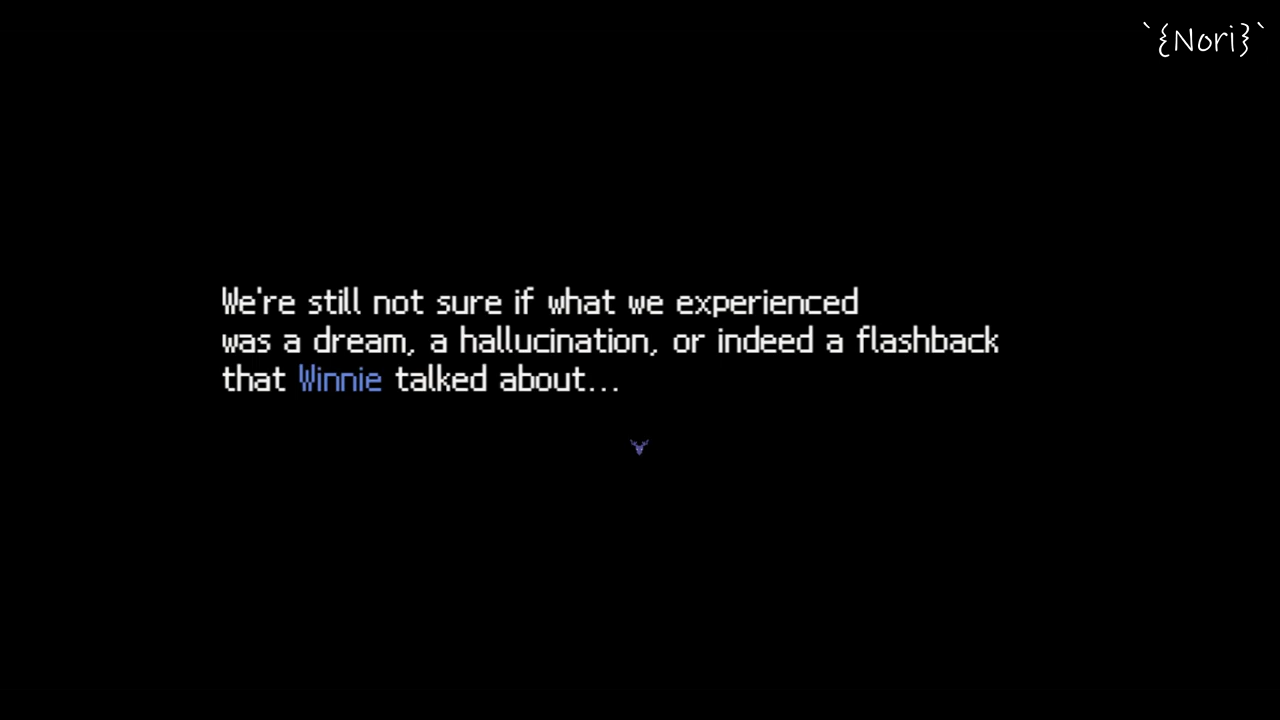 `{Nori}`
We're still not sure if what we experienced
was a dream, a hallucination, or indeed a flashback
that Winnie talked about...